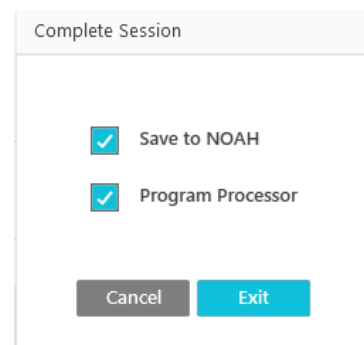 Complete Session
Save to NOAH
Program Processor
Cancel Exit